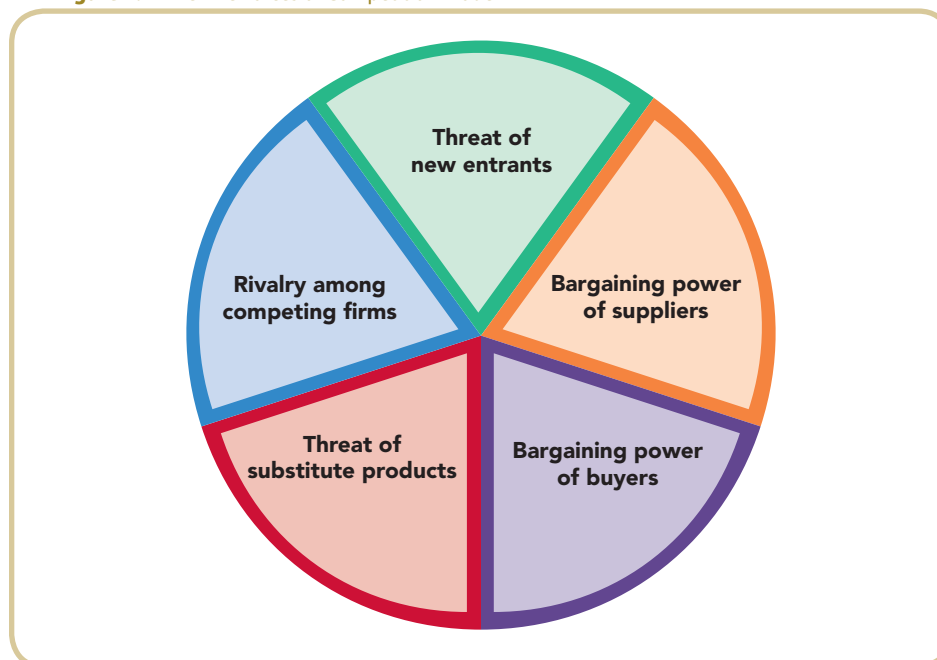 Threat of
new entrants
Rivalry among
competing firms
Bargaining power
of suppliers
Threat of
substitute products
Bargaining power
of buyers